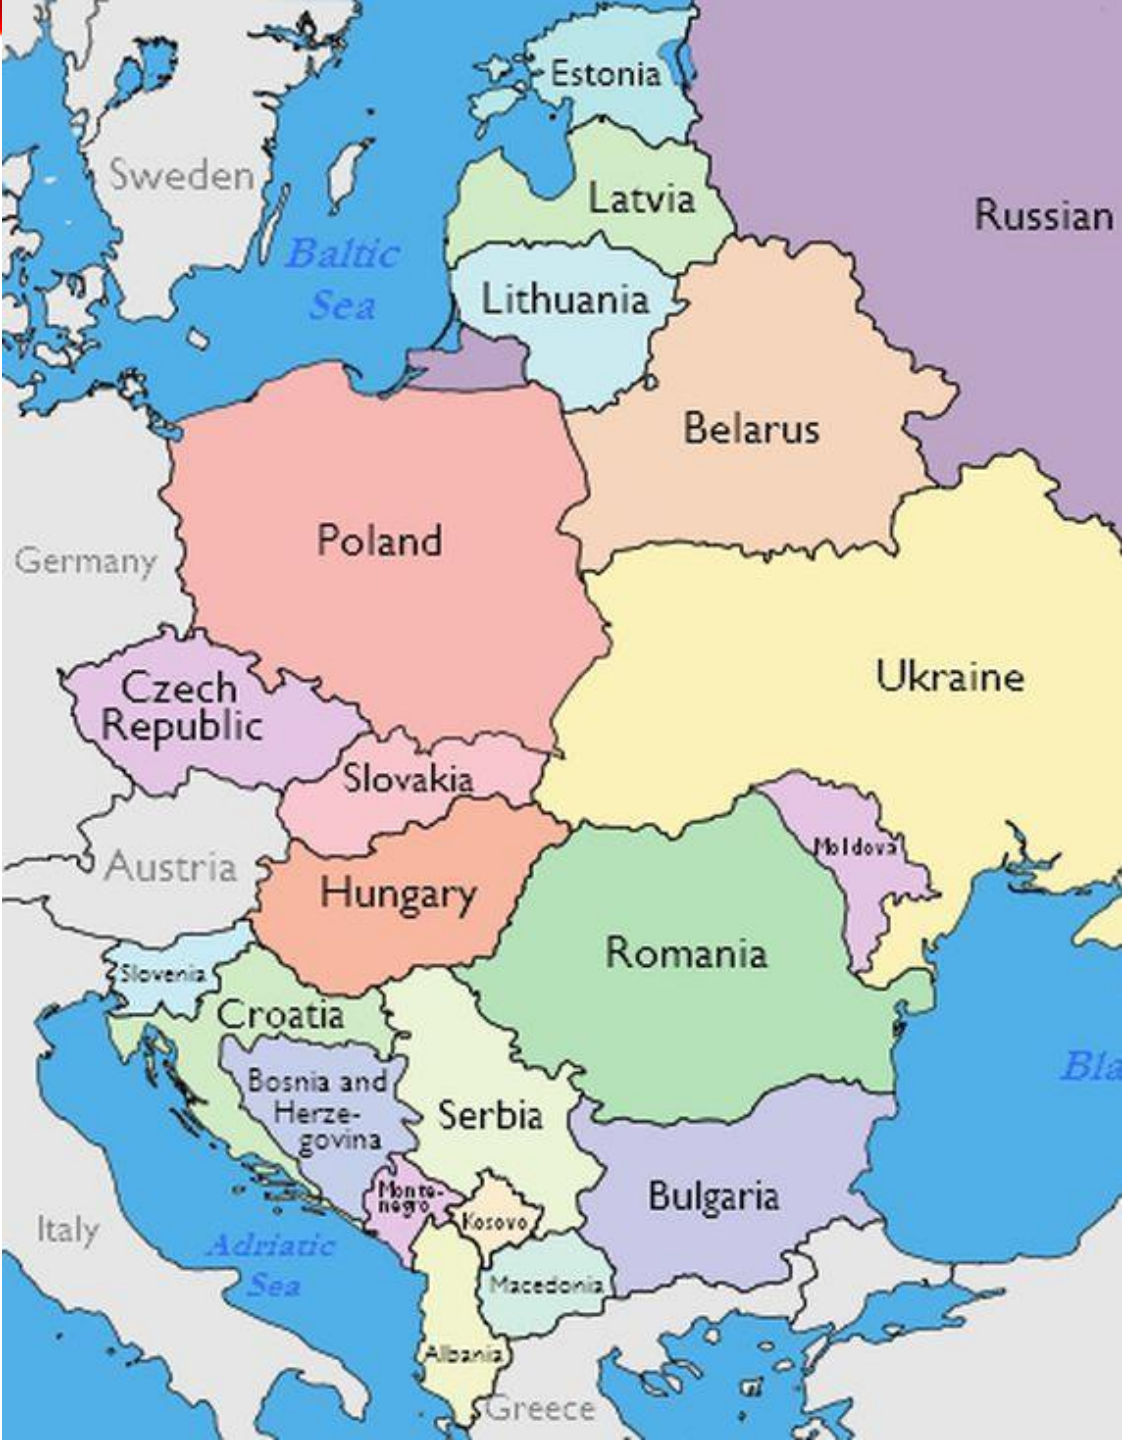 Estonia
Sweden
Latvia
Russian
Baltic
Sea
Lithuania
Belarus
Poland
Germany
Ukraine
Czech
Republic
Slovakia
Moldova
Austria
Hungary
Romania
Slovenia
Croatia
Bla
Bosnia and
Herze-
govina
Serbia
Monte-
negro
Kosovo
Bulgaria
Italy
Adriatic
Sea
Macedonia
Albania
Greece